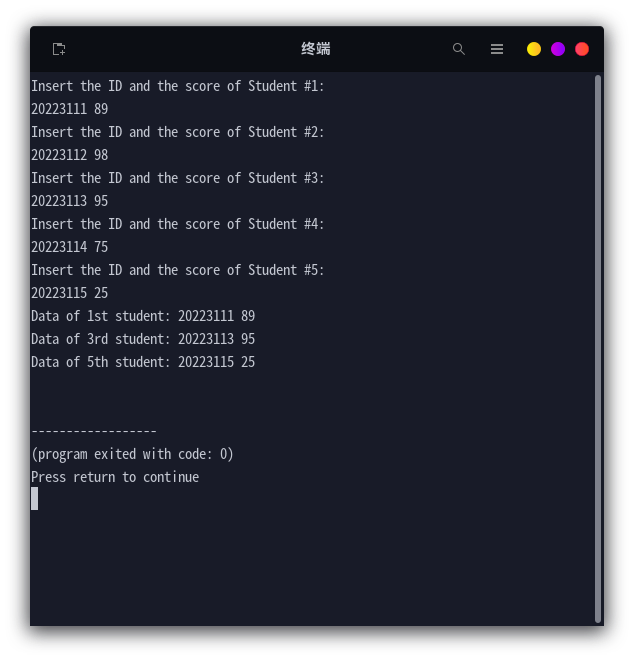 终端
Insert the ID and the score of Student #1:
20223111 89
Insert the ID and the score of Student #2:
20223112 98
Insert the ID and the score of Student #3:
20223113 95
Insert the ID and the score of Student #4:
20223114 75
Insert the ID and the score of Student #5:
20223115 25
Data of 1st student: 20223111 89
Data of 3rd student: 20223113 95
Data of 5th student: 20223115 25
------------------
(program exited with code: 0)
Press return to continue